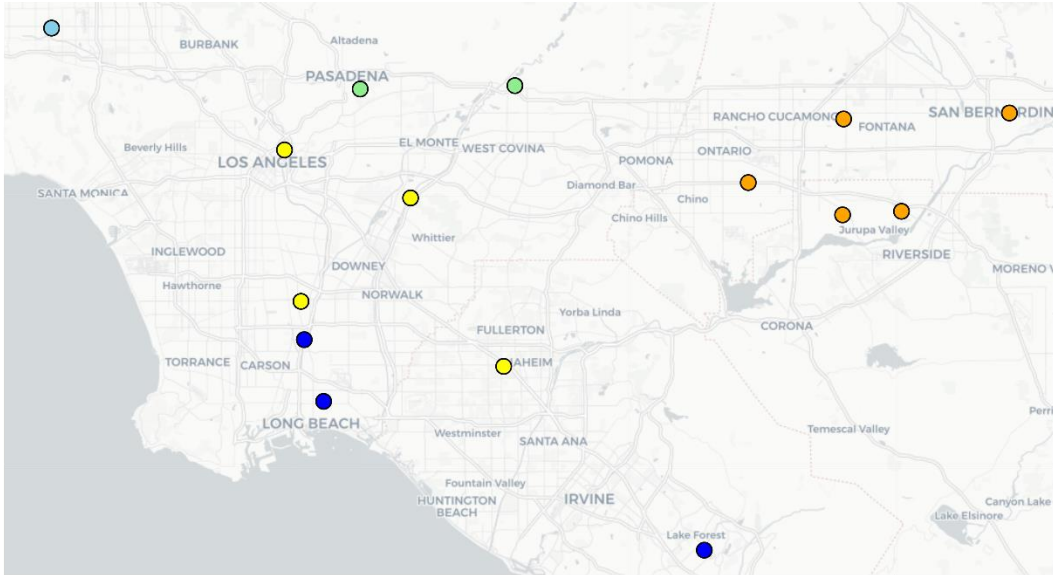 BURBANK
Altadena
PASADENA
RANCHO CUCAMONG
SAN BERN RDIN
FONTANA
Beverly Hills
EL MONTE
WEST COVINA
ONTARIO
LOS ANGELES
POMONA
Diamond Bar
SANTA MONICA
Chino
Chino Hills
Jurupa Valley
Whittier
INGLEWOOD
RIVERSIDE
DOWNEY
MORENO V
Hawthorne
NORWALK
Yorba Linda
FULLERTON
CORONA
TORRANCE
CARSON
AHEIM
Perri
LONG BEACH
Westminster
Temescal Valley
SANTA ANA
Fountain Valley
HUNTINGTON
BEACH
IRVINE
Canyon Lake
Lake Elsinore
Lake Forest